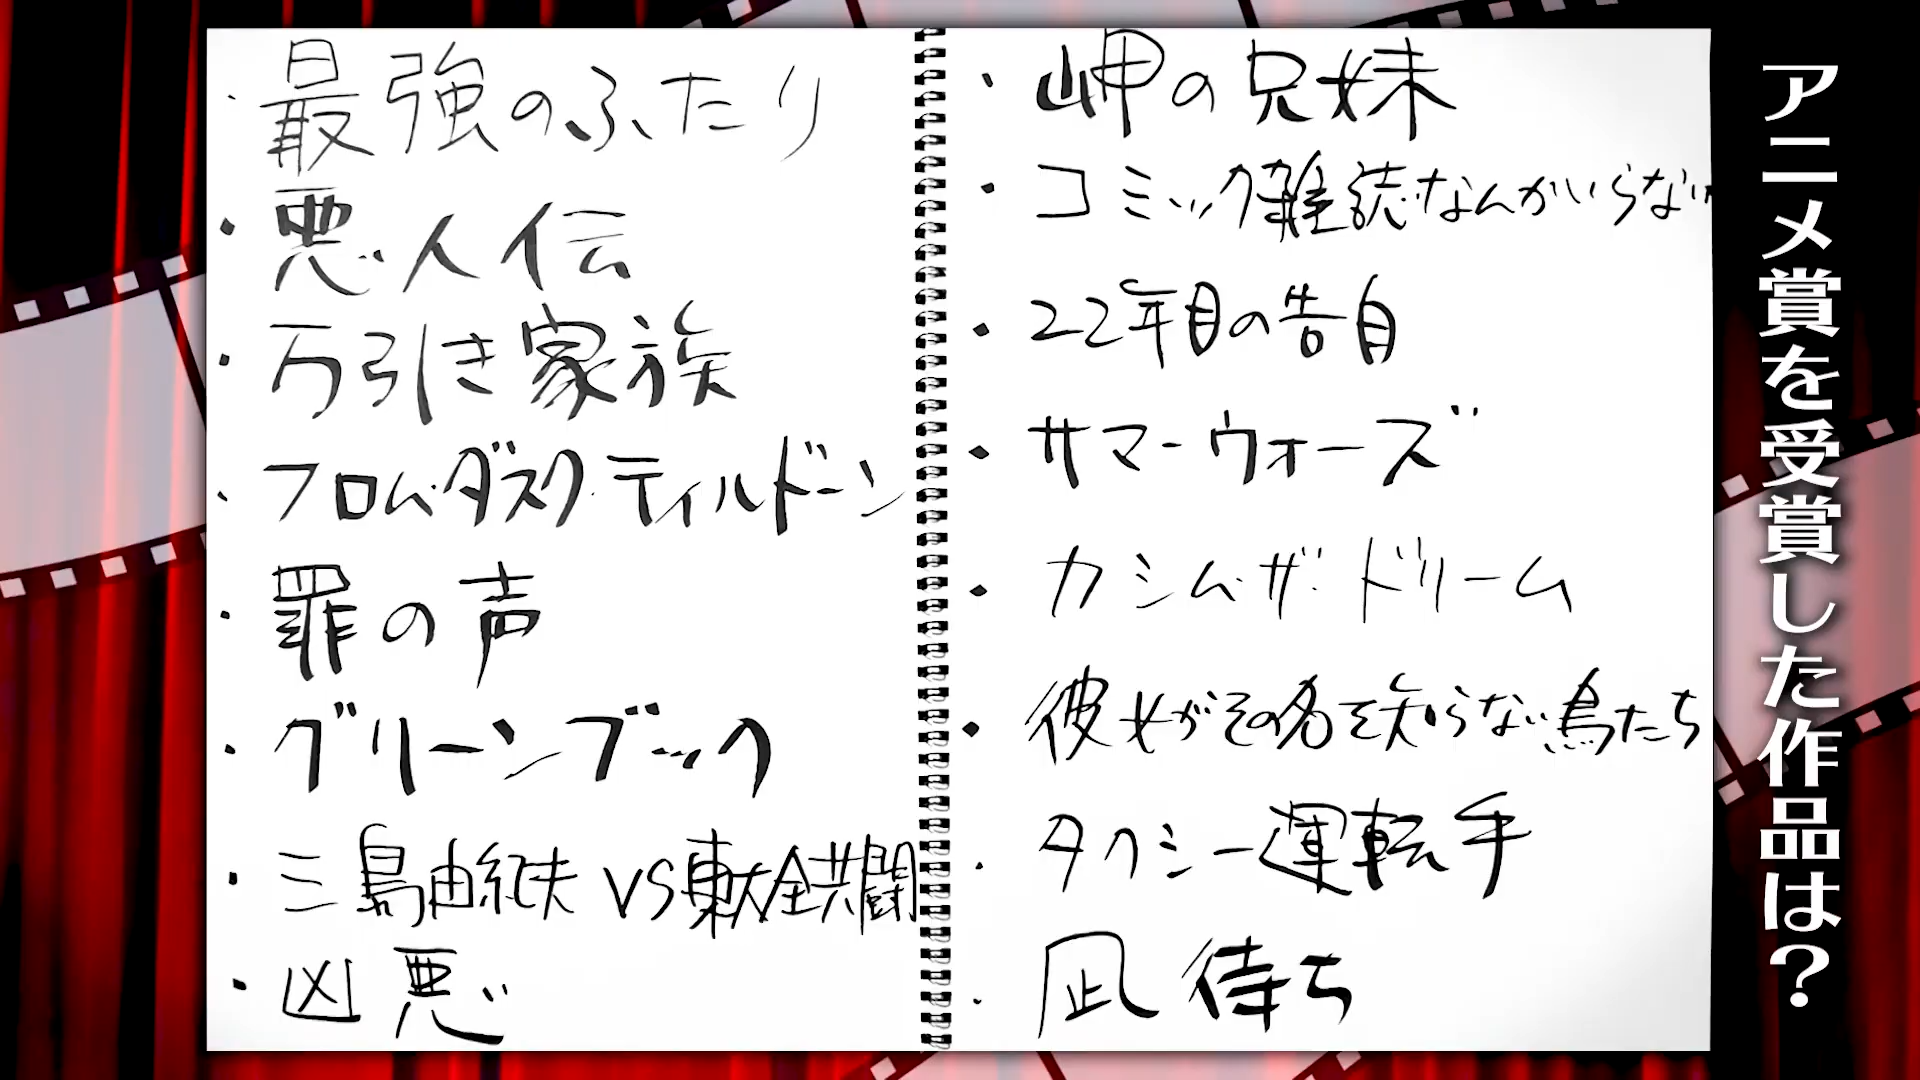 ・最強のふたり
・悪人伝
・万引き家族
・フロム・ダスク・ティルドーン
・罪の声
・グリーンブック
・三島由紀夫 VS 東大全共闘
・凶悪
・岬の兄妹
・コミック雑誌なんかいらない
・22年目の告白
・サマーウォーズ
・カシム・ザ・ドリーム
・彼女がその名を知らない鳥たち
・タクシー運転手
・凪待ち
アニメ賞を受賞した作品は?